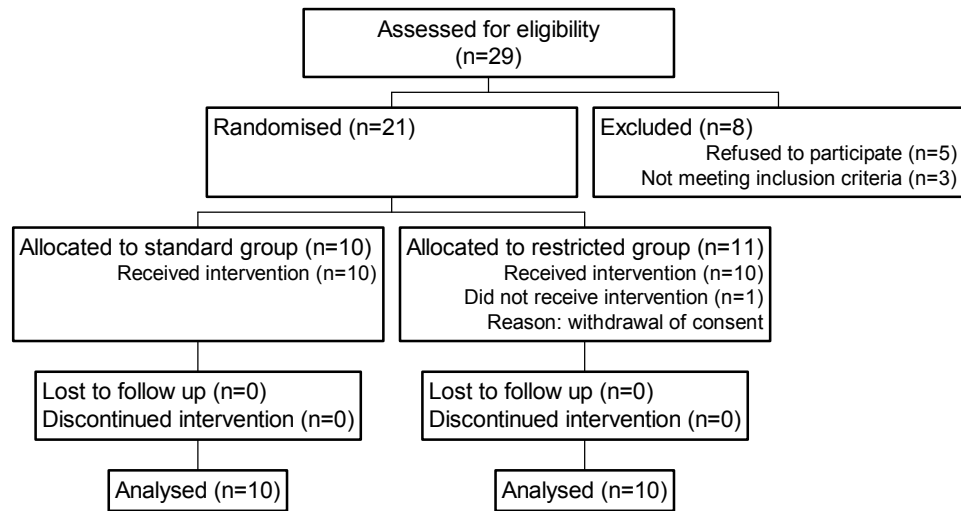 Assessed for eligibility
(n=29)
Randomised (n=21)
Excluded (n=8)
Refused to participate (n=5)
Not meeting inclusion criteria (n=3)
Allocated to standard group (n=10)
Received intervention (n=10)
Allocated to restricted group (n=11)
Received intervention (n=10)
Did not receive intervention (n=1)
Reason: withdrawal of consent
Lost to follow up (n=0)
Discontinued intervention (n=0)
Lost to follow up (n=0)
Discontinued intervention (n=0)
Analysed (n=10)
Analysed (n=10)